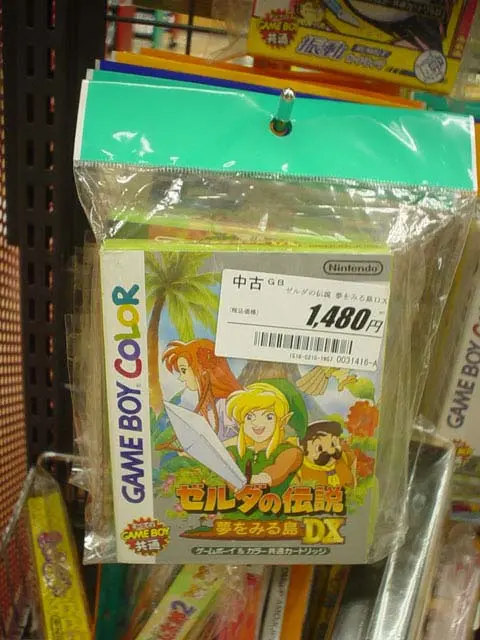 GAME BOY
共通
振動
Nintendo
中古 GB
ゼルダの伝説 夢をみる島DX
(税込価格)
1,480円
0031416-A
GAME BOY COLOR
ゼルダの伝説
夢をみる島DX
GAME BOY
共通
ゲームボーイ&カラー共通カートリッジ
GAME BOY COLOR